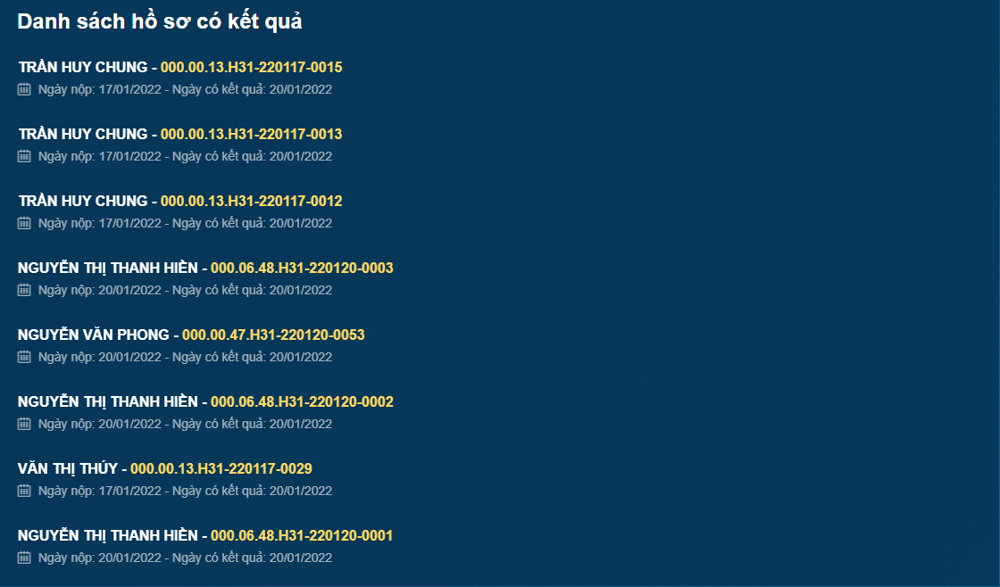 Danh sách hồ sơ có kết quả
TRẦN HUY CHUNG - 000.00.13.H31-220117-0015
Ngày nộp: 17/01/2022 - Ngày có kết quả: 20/01/2022
TRẦN HUY CHUNG - 000.00.13.H31-220117-0013
Ngày nộp: 17/01/2022 - Ngày có kết quả: 20/01/2022
TRẦN HUY CHUNG - 000.00.13.H31-220117-0012
Ngày nộp: 17/01/2022 - Ngày có kết quả: 20/01/2022
NGUYỄN THỊ THANH HIỀN - 000.06.48.H31-220120-0003
Ngày nộp: 20/01/2022 - Ngày có kết quả: 20/01/2022
NGUYỄN VĂN PHONG - 000.00.47.H31-220120-0053
Ngày nộp: 20/01/2022 - Ngày có kết quả: 20/01/2022
NGUYỄN THỊ THANH HIỀN - 000.06.48.H31-220120-0002
Ngày nộp: 20/01/2022 - Ngày có kết quả: 20/01/2022
VĂN THỊ THÚY - 000.00.13.H31-220117-0029
Ngày nộp: 17/01/2022 - Ngày có kết quả: 20/01/2022
NGUYỄN THỊ THANH HIỀN - 000.06.48.H31-220120-0001
Ngày nộp: 20/01/2022 - Ngày có kết quả: 20/01/2022